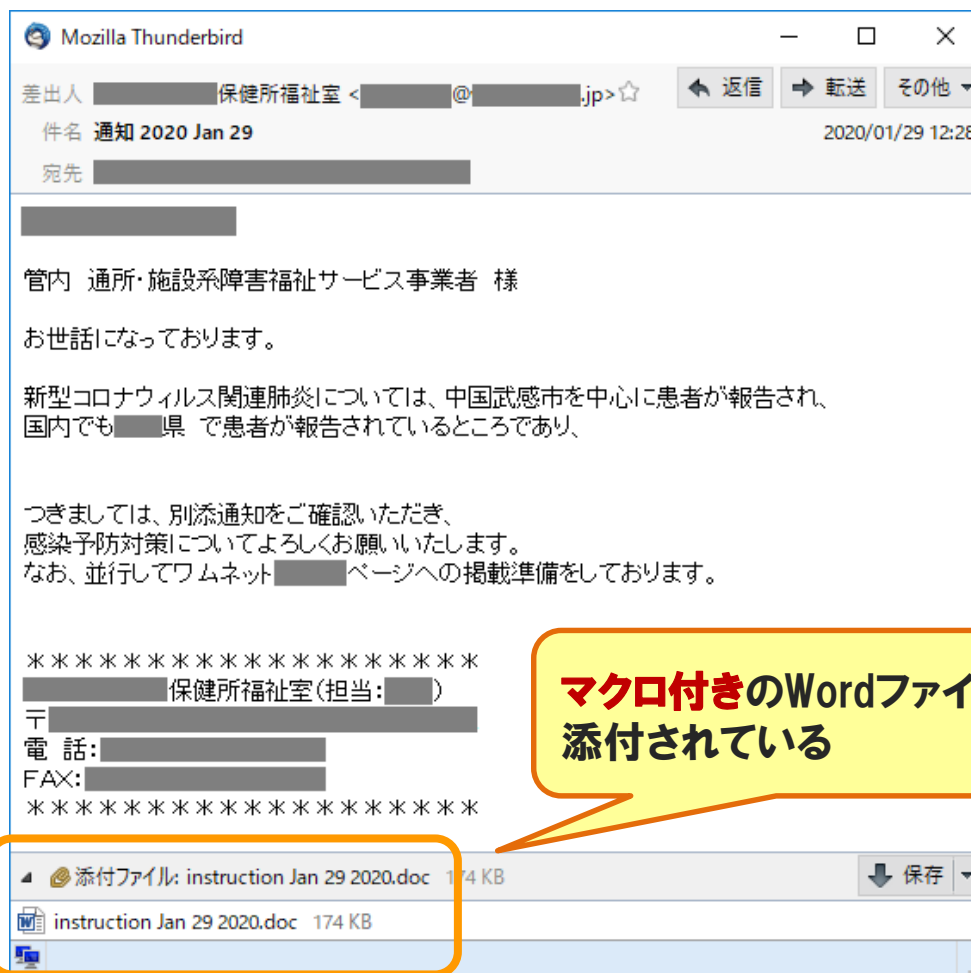 Mozilla Thunderbird
差出人 保健所福祉室 < @ .jp>☆ 返信 転送 その他
件名 通知 2020 Jan 29 2020/01/29 12:28
宛先
管内 通所・施設系障害福祉サービス事業者 様
お世話になっております。
新型コロナウィルス関連肺炎については、中国武感市を中心に患者が報告され、
国内でも 県 で患者が報告されているところであり、
つきましては、別添通知をご確認いただき、
感染予防対策についてよろしくお願いいたします。
なお、並行してワムネット ページへの掲載準備をしております。
＊＊＊＊＊＊＊＊＊＊＊＊＊＊＊＊＊＊＊
保健所福祉室(担当: )
〒
電 話:
FAX:
＊＊＊＊＊＊＊＊＊＊＊＊＊＊＊＊＊＊＊
マクロ付きのWordファイ
添付されている
添付ファイル: instruction Jan 29 2020.doc 174 KB 保存
instruction Jan 29 2020.doc 174 KB